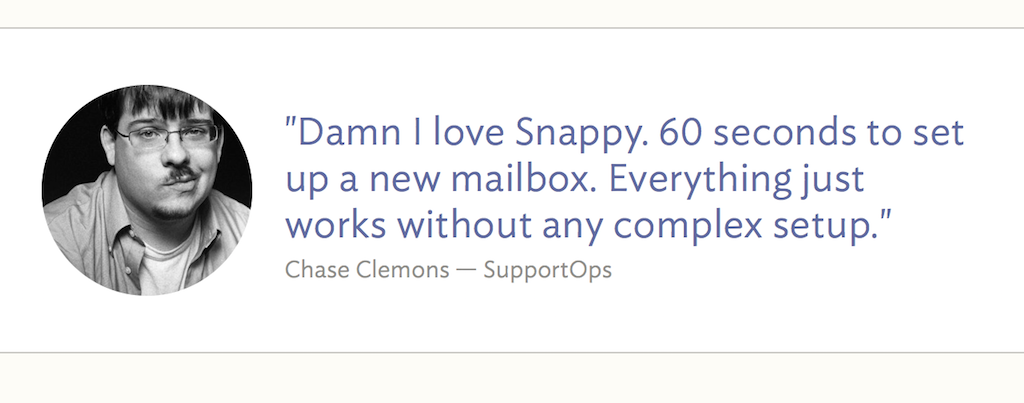 "Damn I love Snappy. 60 seconds to set
up a new mailbox. Everything just
works without any complex setup."
Chase Clemons — SupportOps